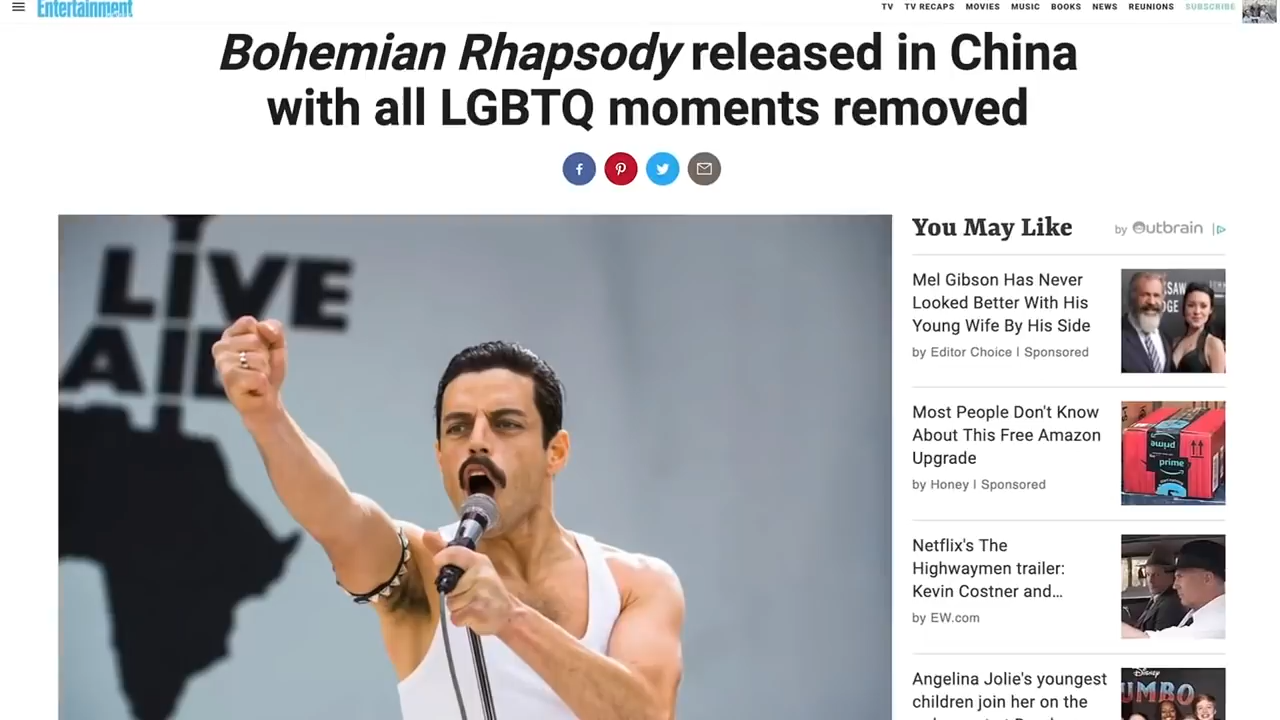 Entertainment
TV TV RECAPS MOVIES MUSIC BOOKS NEWS REUNIONS SUBSCRIBE
Bohemian Rhapsody released in China
with all LGBTQ moments removed
LIVE
AID
You May Like
by Outbrain
Mel Gibson Has Never
Looked Better With His
Young Wife By His Side
by Editor Choice | Sponsored
Most People Don't Know
About This Free Amazon
Upgrade
by Honey | Sponsored
prime
prime
Netflix's The
Highwaymen trailer:
Kevin Costner and...
by EW.com
Angelina Jolie's youngest
children join her on the
Disney
UMBO